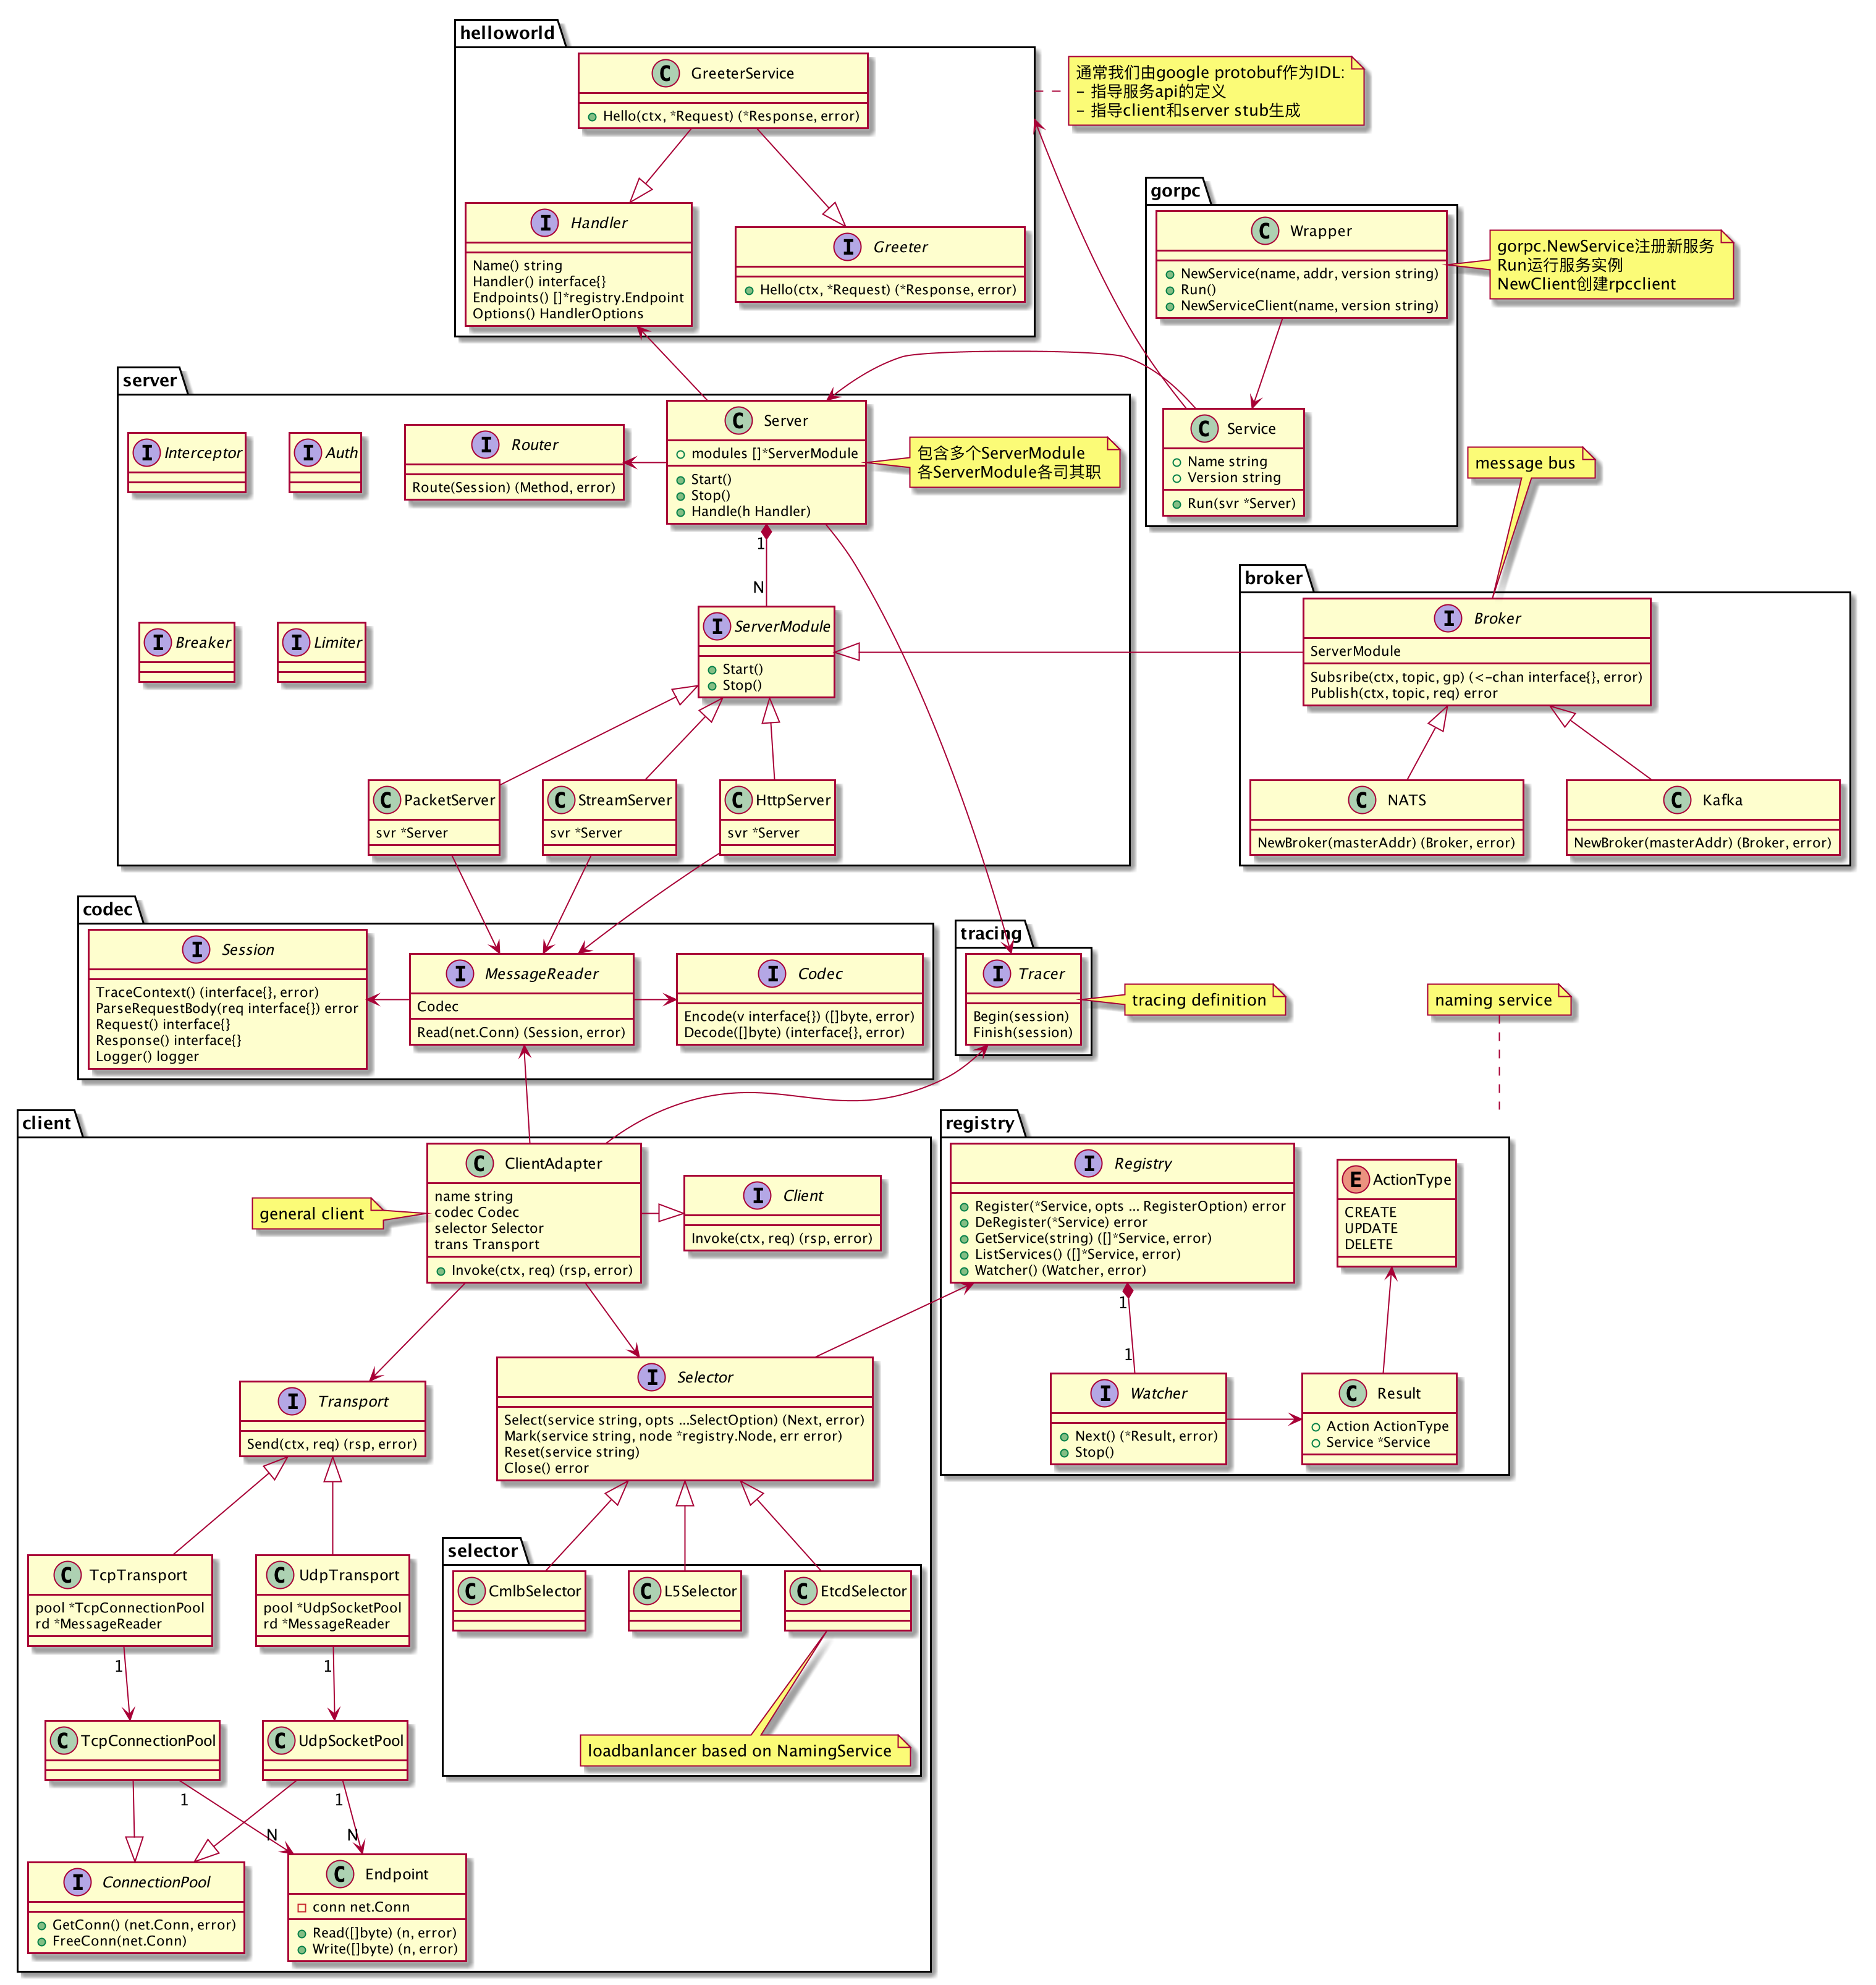 helloworld
GreeterService
Hello(ctx, *Request) (*Response, error)
通常我们由google protobuf作为IDL:
- 指导服务api的定义
- 指导client和server stub生成
Handler
Name() string
Handler() interface{}
Endpoints() []*registry.Endpoint
Options() HandlerOptions
Greeter
Hello(ctx, *Request) (*Response, error)
gorpc
Wrapper
NewService(name, addr, version string)
Run()
NewServiceClient(name, version string)
gorpc.NewService注册新服务
Run运行服务实例
NewClient创建rpcclient
Service
Name string
Version string
Run(svr *Server)
server
Interceptor
Auth
Router
Route(Session) (Method, error)
Server
modules []*ServerModule
Start()
Stop()
Handle(h Handler)
包含多个ServerModule
各ServerModule各司其职
1
N
Breaker
Limiter
ServerModule
Start()
Stop()
PacketServer
svr *Server
StreamServer
svr *Server
HttpServer
svr *Server
message bus
broker
Broker
ServerModule
Subsribe(ctx, topic, gp) (<-chan interface{}, error)
Publish(ctx, topic, req) error
NATS
NewBroker(masterAddr) (Broker, error)
Kafka
NewBroker(masterAddr) (Broker, error)
codec
Session
TraceContext() (interface{}, error)
ParseRequestBody(req interface{}) error
Request() interface{}
Response() interface{}
Logger() logger
MessageReader
Codec
Read(net.Conn) (Session, error)
Codec
Encode(v interface{}) ([]byte, error)
Decode([]byte) (interface{}, error)
tracing
Tracer
Begin(session)
Finish(session)
tracing definition
naming service
client
general client
ClientAdapter
name string
codec Codec
selector Selector
trans Transport
Invoke(ctx, req) (rsp, error)
Client
Invoke(ctx, req) (rsp, error)
Transport
Send(ctx, req) (rsp, error)
Selector
Select(service string, opts ...SelectOption) (Next, error)
Mark(service string, node *registry.Node, err error)
Reset(service string)
Close() error
TcpTransport
pool *TcpConnectionPool
rd *MessageReader
UdpTransport
pool *UdpSocketPool
rd *MessageReader
1
1
TcpConnectionPool
UdpSocketPool
1
1
N
N
ConnectionPool
GetConn() (net.Conn, error)
FreeConn(net.Conn)
Endpoint
conn net.Conn
Read([]byte) (n, error)
Write([]byte) (n, error)
selector
CmlbSelector
L5Selector
EtcdSelector
loadbanlancer based on NamingService
registry
Registry
Register(*Service, opts ... RegisterOption) error
DeRegister(*Service) error
GetService(string) ([]*Service, error)
ListServices() ([]*Service, error)
Watcher() (Watcher, error)
ActionType
CREATE
UPDATE
DELETE
1
1
Watcher
Next() (*Result, error)
Stop()
Result
Action ActionType
Service *Service